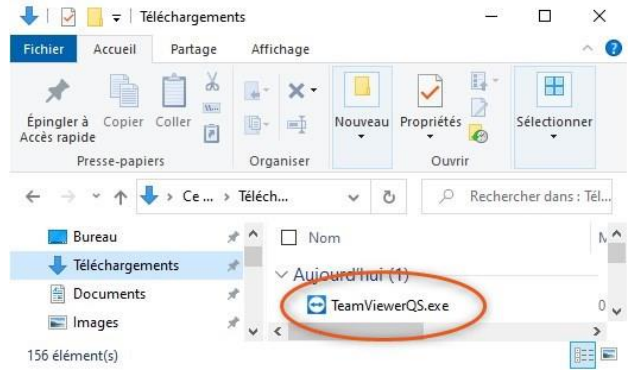 Téléchargements
Fichier Accueil Partage Affichage
Épingler à Accès rapide
Copier
Coller
Nouveau
Propriétés
Sélectionner
Presse-papiers Organiser Ouvrir
Ce ... Téléch... Rechercher dans : Tél...
Bureau
Nom
Téléchargements
Aujourd'hui (1)
Documents
TeamViewerQS.exe
Images
156 élément(s)